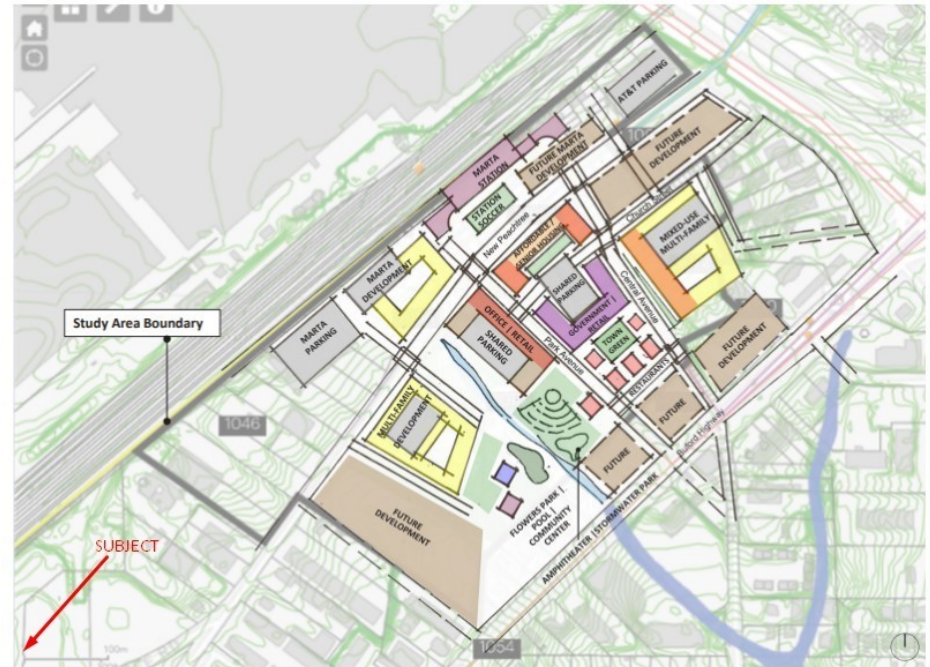 AT&T PARKING
FUTURE
DEVELOPMENT
FUTURE MARTA
DEVELOPMENT
MARTA
STATION
STATION
SOCCER
New Peachtree
Church Street
AFFORDABLE /
SENIOR HOUSING
MIXED-USE
MULTI-FAMILY
MARTA
DEVELOPMENT
SHARED
PARKING
Central Avenue
GOVERNMENT |
RETAIL
OFFICE | RETAIL
SHARED
PARKING
Park Avenue
TOWN
GREEN
Study Area Boundary
MARTA
PARKING
FUTURE
DEVELOPMENT
RESTAURANTS
FUTURE
Buford Highway
1046
MULTI-FAMILY
DEVELOPMENT
FUTURE
FLOWERS PARK |
POOL |
COMMUNITY
CENTER
AMPHITHEATER | STORMWATER PARK
FUTURE
DEVELOPMENT
SUBJECT
100m
1054